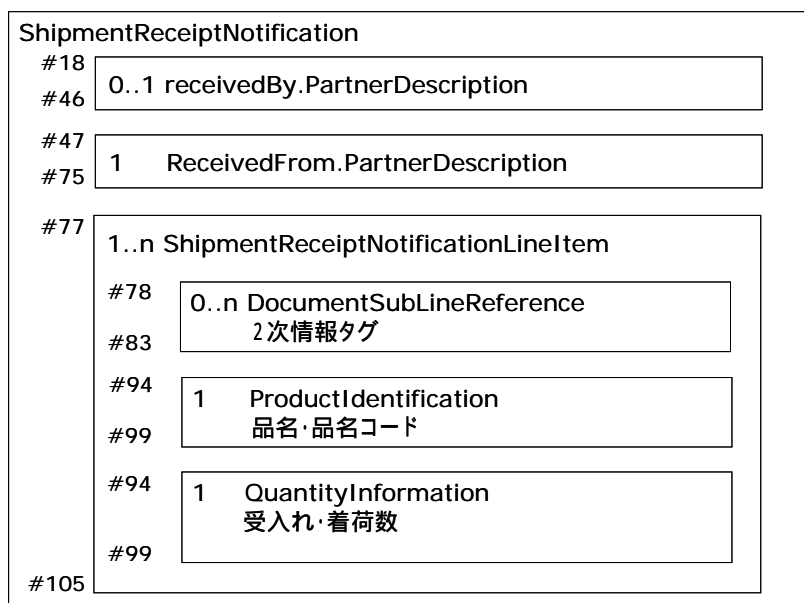 ShipmentReceiptNotification
#18
0..1 receivedBy.PartnerDescription
#46
#47
1 ReceivedFrom.PartnerDescription
#75
#77
1..n ShipmentReceiptNotificationLineItem
#78
0..n DocumentSubLineReference
2次情報タグ
#83
#94
1 ProductIdentification
品名・品名コード
#99
#94
1 QuantityInformation
受入れ・着荷数
#99
#105